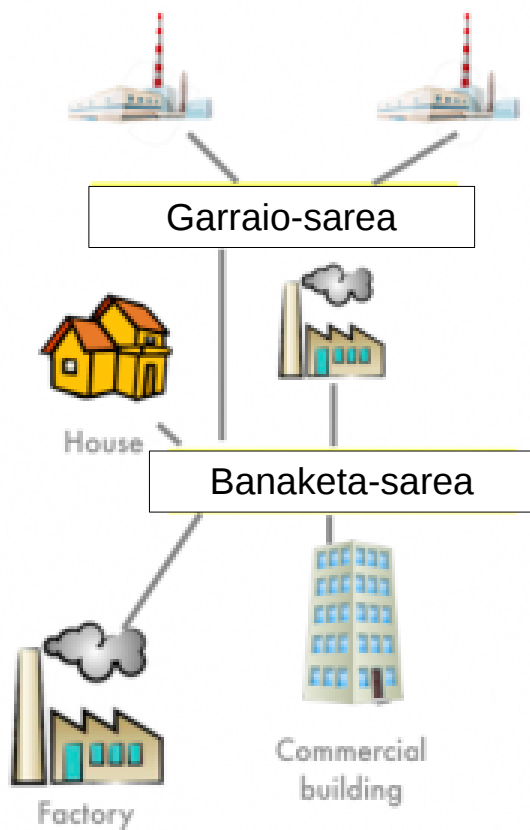 Garraio-sarea
House
Banaketa-sarea
Commercial
building
Factory